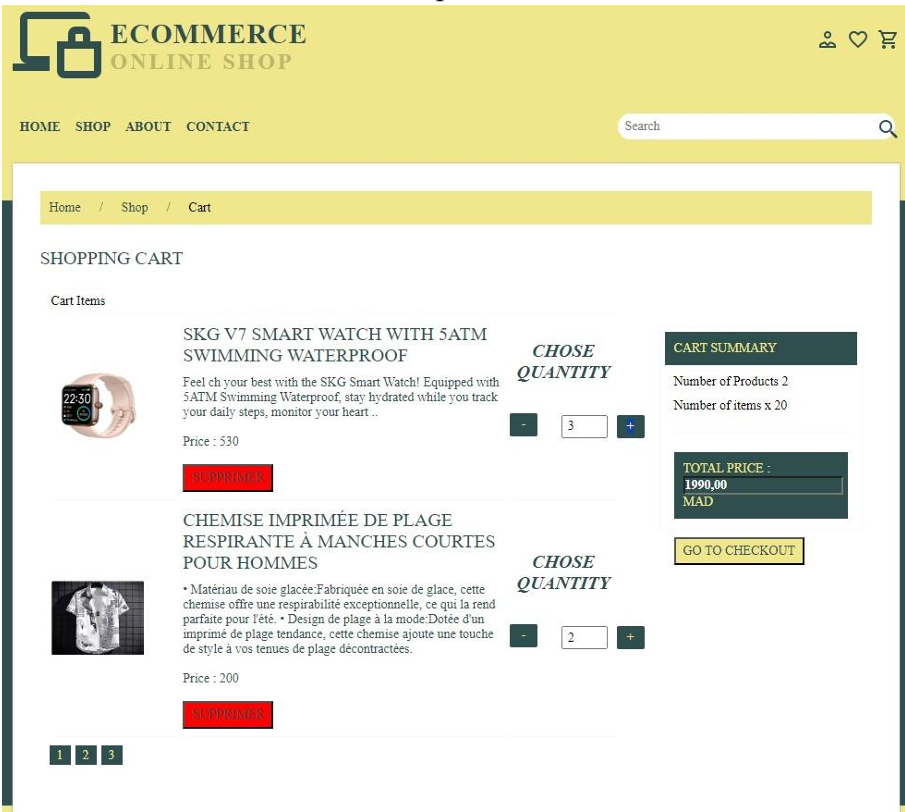 ECOMMERCE
ONLINE SHOP
HOME SHOP ABOUT CONTACT
Search
Home / Shop / Cart
SHOPPING CART
Cart Items
SKG V7 SMART WATCH WITH 5ATM
SWIMMING WATERPROOF
Feel ch your best with the SKG Smart Watch! Equipped with
5ATM Swimming Waterproof, stay hydrated while you track
your daily steps, monitor your heart ..
Price : 530
SUPPRIMER
22:30
CHOSE
QUANTITY
- 3 +
CHEMISE IMPRIMÉE DE PLAGE
RESPIRANTE À MANCHES COURTES
POUR HOMMES
• Matériau de soie glacée:Fabriquée en soie de glace, cette
chemise offre une respirabilité exceptionnelle, ce qui la rend
parfaite pour l'été. • Design de plage à la mode:Dotée d'un
imprimé de plage tendance, cette chemise ajoute une touche
de style à vos tenues de plage décontractées.
Price : 200
SUPPRIMER
CHOSE
QUANTITY
- 2 +
1 2 3
CART SUMMARY
Number of Products 2
Number of items x 20
TOTAL PRICE :
1990,00
MAD
GO TO CHECKOUT